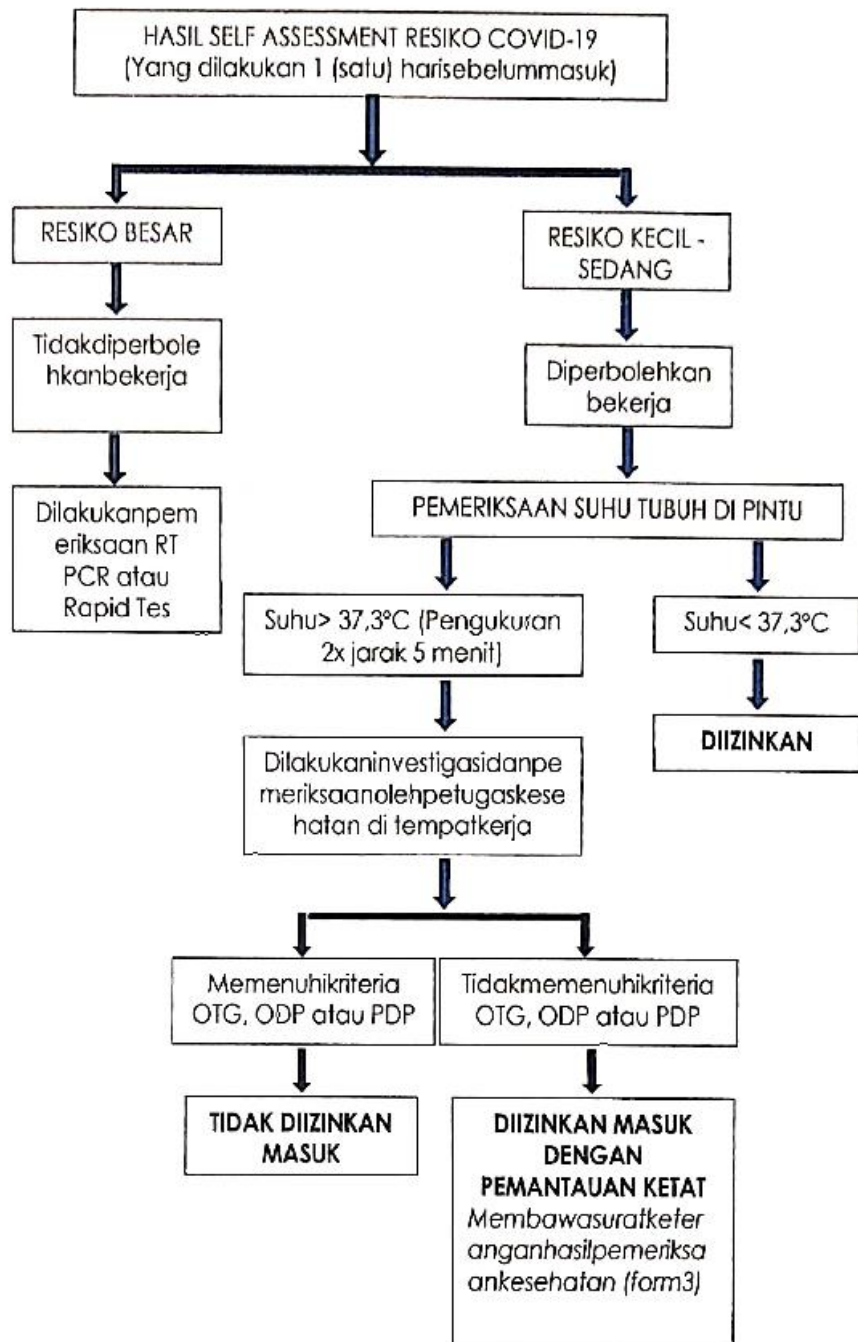 HASIL SELF ASSESSMENT RESIKO COVID-19
(Yang dilakukan 1 (satu) harisebelummasuk)
RESIKO BESAR
RESIKO KECIL -
SEDANG
Tidakdiperbole
hkanbekerja
Diperbolehkan
bekerja
Dilakukanpem
eriksaan RT
PCR atau
Rapid Tes
PEMERIKSAAN SUHU TUBUH DI PINTU
Suhu> 37,3°C (Pengukuran
2x jarak 5 menit)
Suhu< 37,3°C
DIIZINKAN
Dilakukaninvestigasidanpe
meriksaanolehpetugaskese
hatan di tempatkerja
Memenuhikriteria
OTG, ODP atau PDP
Tidakmemenuhikriteria
OTG, ODP atau PDP
TIDAK DIIZINKAN
MASUK
DIIZINKAN MASUK
DENGAN
PEMANTAUAN KETAT
Membawasuratketer
anganhasilpemeriksa
ankesehatan (form3)